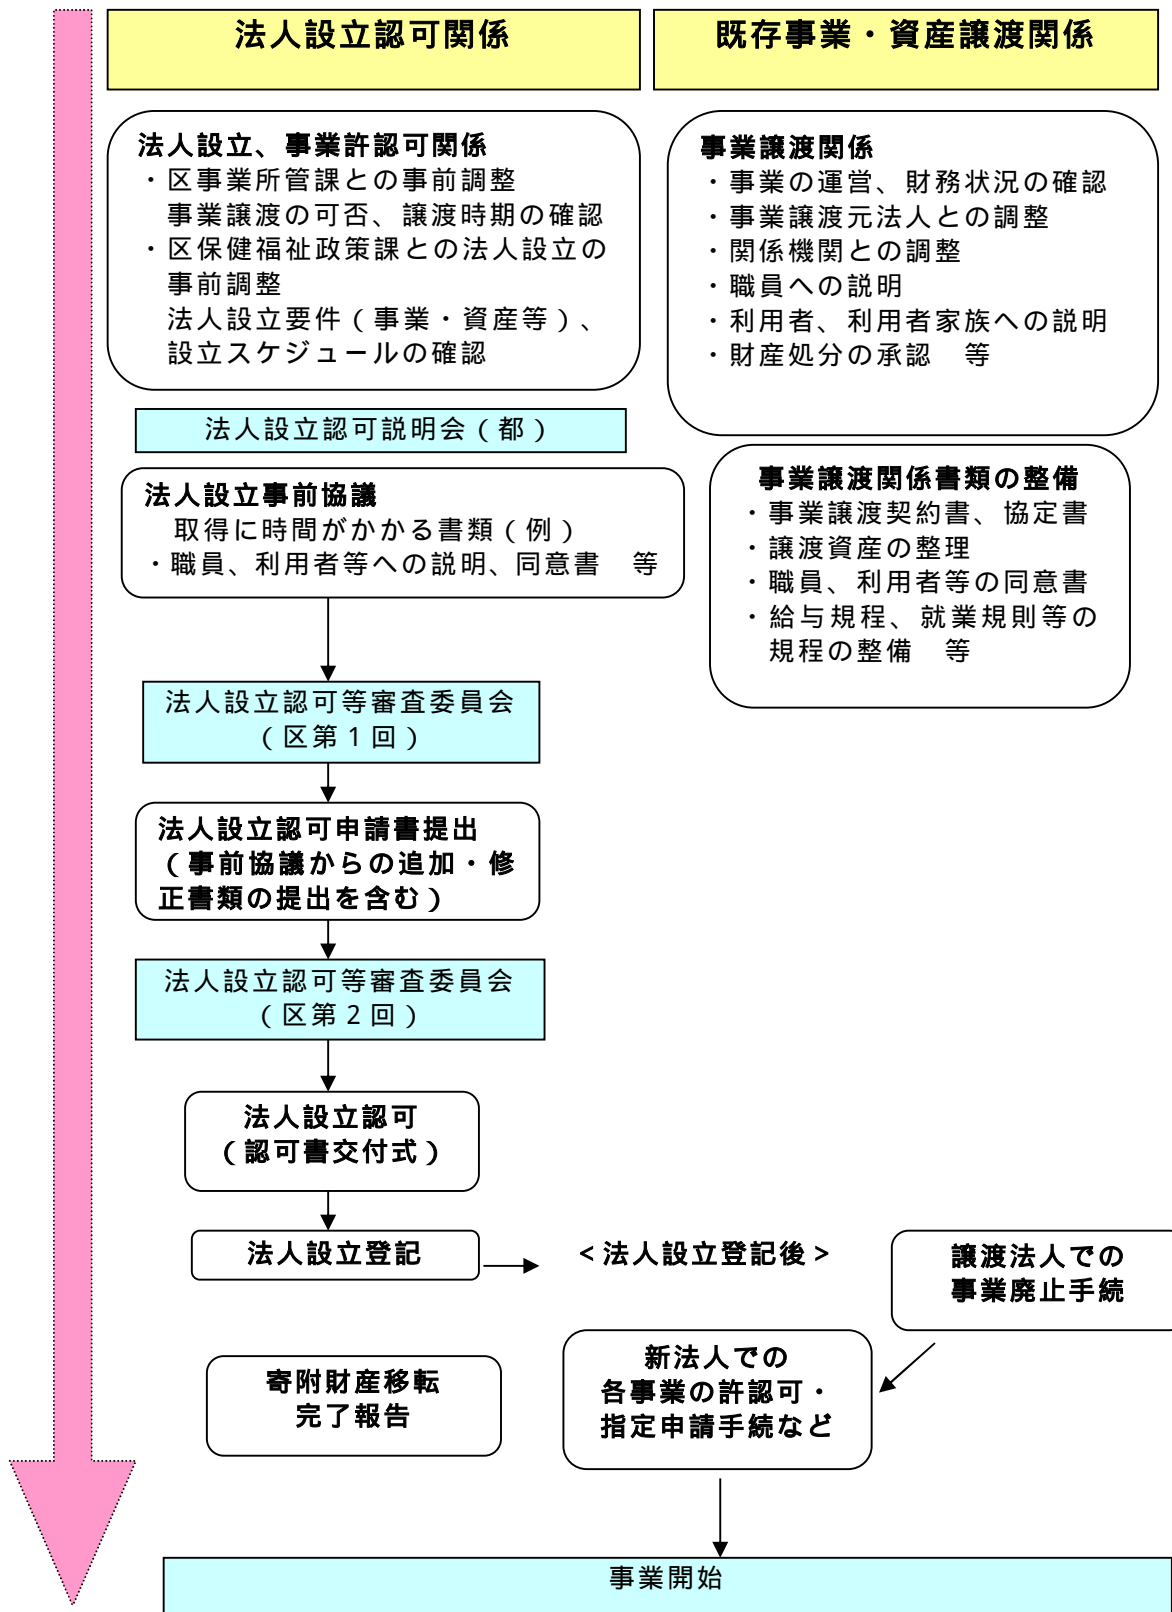 法人設立認可関係
既存事業・資産譲渡関係
法人設立、事業許認可関係
・区事業所管課との事前調整
事業譲渡の可否、譲渡時期の確認
・区保健福祉政策課との法人設立の
事前調整
法人設立要件（事業・資産等）、
設立スケジュールの確認
事業譲渡関係
・事業の運営、財務状況の確認
・事業譲渡元法人との調整
・関係機関との調整
・職員への説明
・利用者、利用者家族への説明
・財産処分の承認　等
法人設立認可説明会（都）
法人設立事前協議
取得に時間がかかる書類（例）
・職員、利用者等への説明、同意書　等
事業譲渡関係書類の整備
・事業譲渡契約書、協定書
・譲渡資産の整理
・職員、利用者等の同意書
・給与規程、就業規則等の
規程の整備　等
法人設立認可等審査委員会
（区第1回）
法人設立認可申請書提出
（事前協議からの追加・修
正書類の提出を含む）
法人設立認可等審査委員会
（区第2回）
法人設立認可
（認可書交付式）
法人設立登記
＜法人設立登記後＞
譲渡法人での
事業廃止手続
新法人での
各事業の許認可・
指定申請手続など
寄附財産移転
完了報告
事業開始